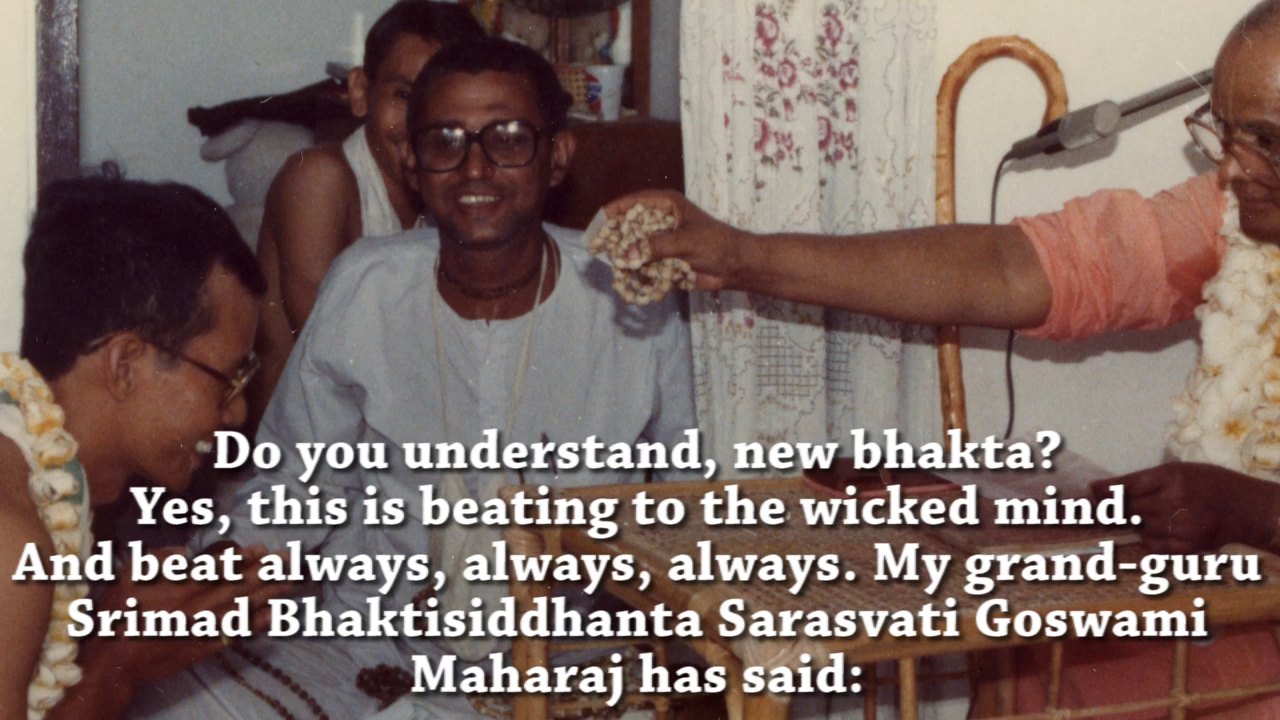 Do you understand, new bhakta?
Yes, this is beating to the wicked mind.
And beat always, always, always. My grand-guru
Srimad Bhaktisiddhanta Sarasvati Goswami
Maharaj has said: